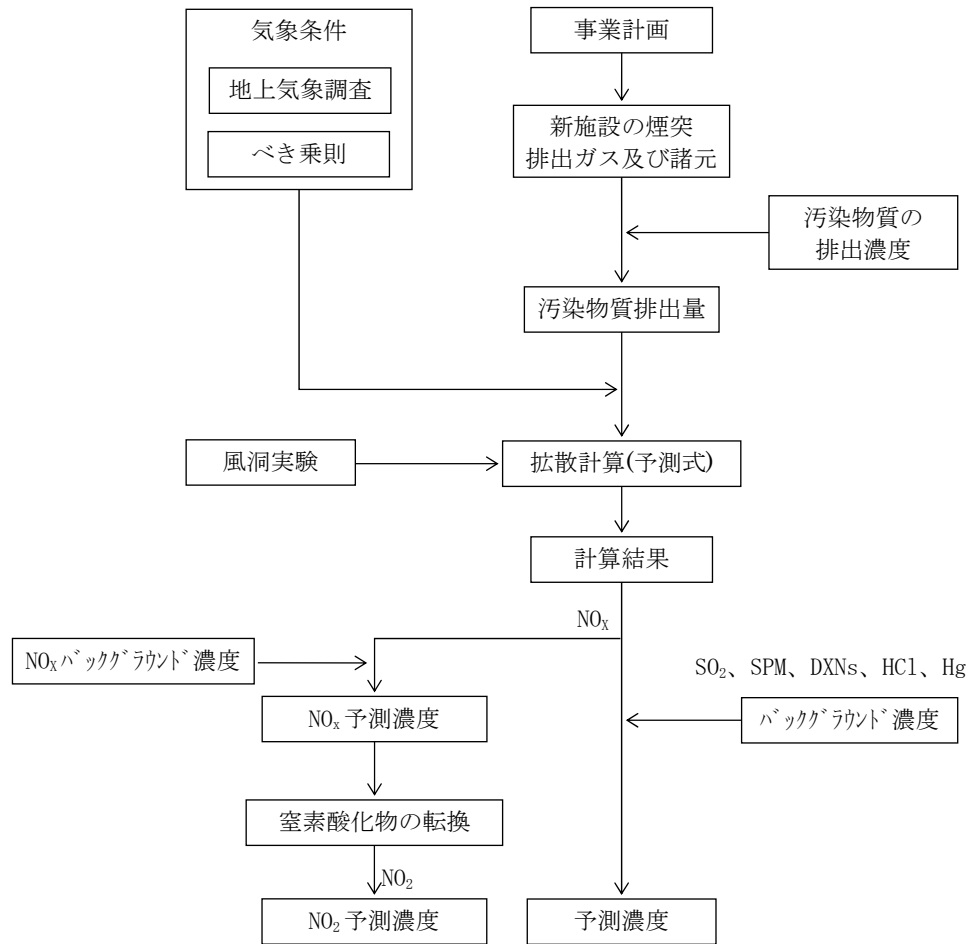 気象条件
地上気象調査
べき乗則
事業計画
新施設の煙突
排出ガス及び諸元
汚染物質の
排出濃度
汚染物質排出量
風洞実験
拡散計算(予測式)
計算結果
NOX
NOXバックグラウンド濃度
SO2、SPM、DXNs、HCl、Hg
バックグラウンド濃度
NOx予測濃度
窒素酸化物の転換
NO2
NO2予測濃度
予測濃度